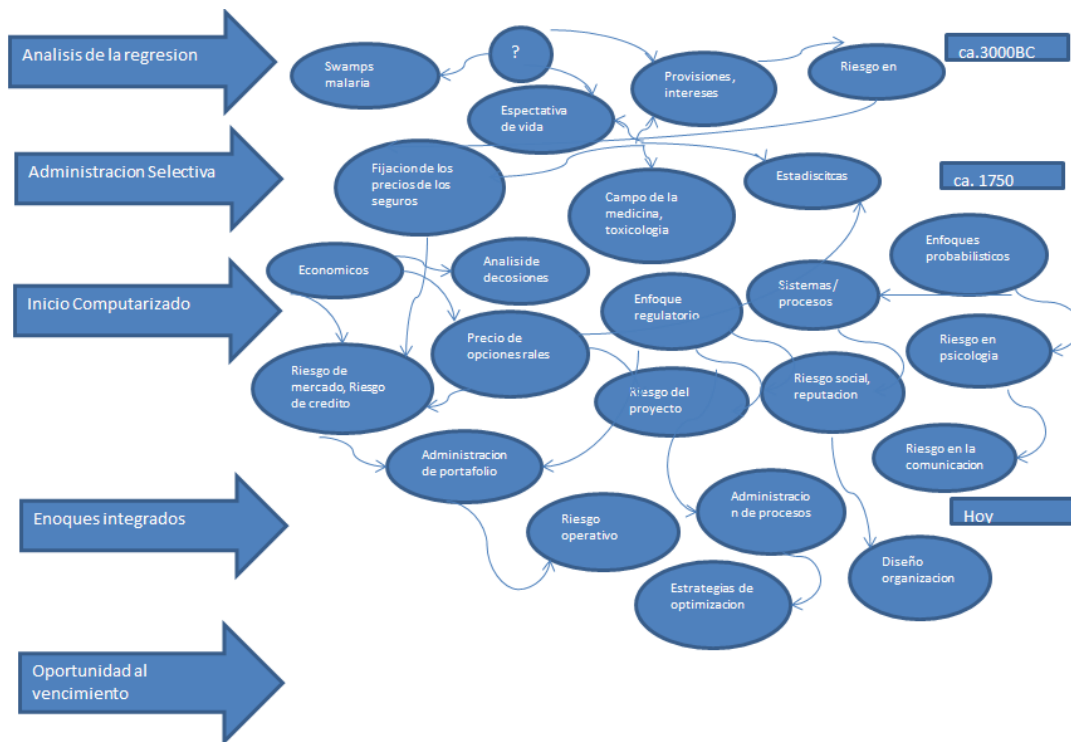 Analisis de la regresion
?
ca.3000BC
Swamps
malaria
Provisiones,
intereses
Riesgo en
Espectativa
de vida
Administracion Selectiva
Fijacion de los
precios de los
seguros
Estadiscitcas
ca. 1750
Campo de la
medicina,
toxicologia
Enfoques
probabilisticos
Economicos
Analisi de
decosiones
Inicio Computarizado
Enfoque
regulatorio
Sistemas/
procesos
Precio de
opciones rales
Riesgo en
psicologia
Riesgo de
mercado, Riesgo
de credito
Riesgo del
proyecto
Riesgo social,
reputacion
Administracion
de portafolio
Riesgo en la
comunicacion
Enoques integrados
Riesgo
operativo
Administracio
n de procesos
Hoy
Diseño
organizacion
Estrategias de
optimizacion
Oportunidad al
vencimiento